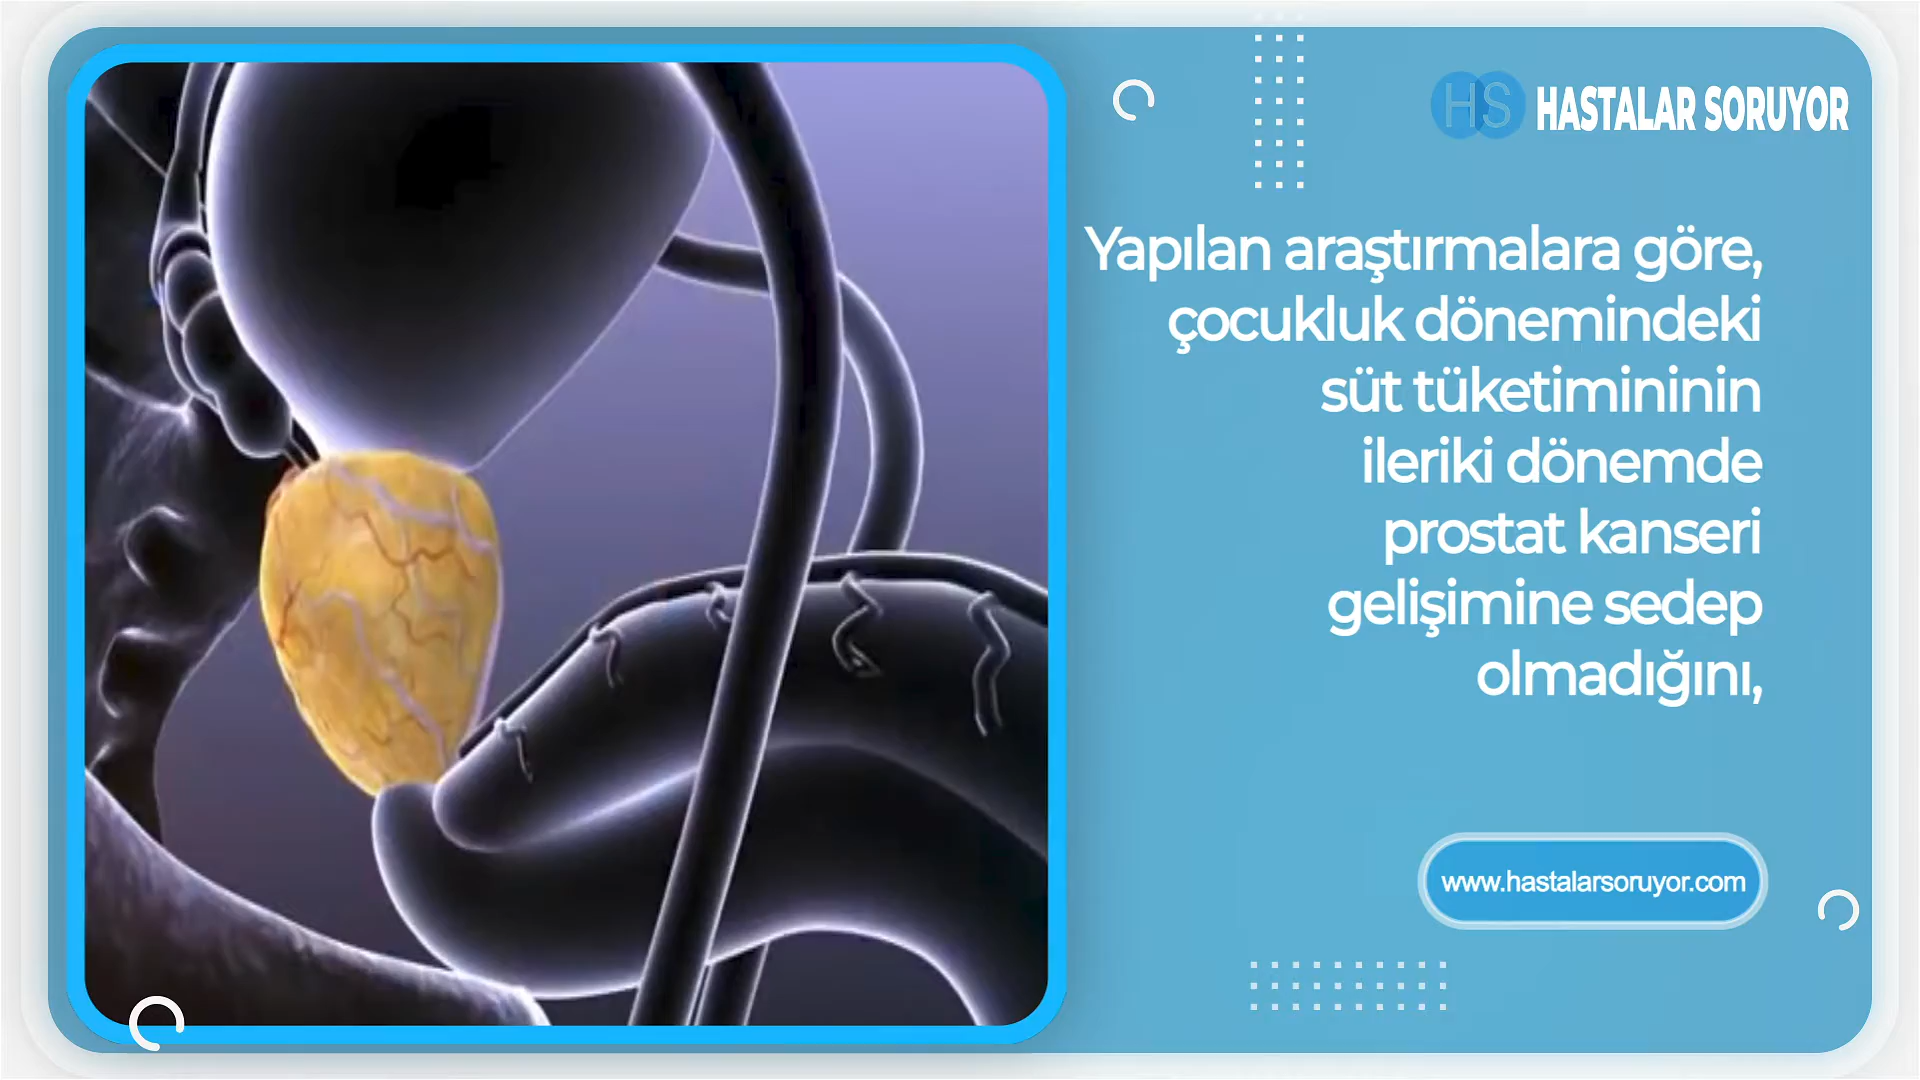 HS HASTALAR SORUYOR
Yapılan araştırmalara göre,
çocukluk dönemindeki
süt tüketimininin
ileriki dönemde
prostat kanseri
gelişimine sedep
olmadığını,
www.hastalarsoruyor.com